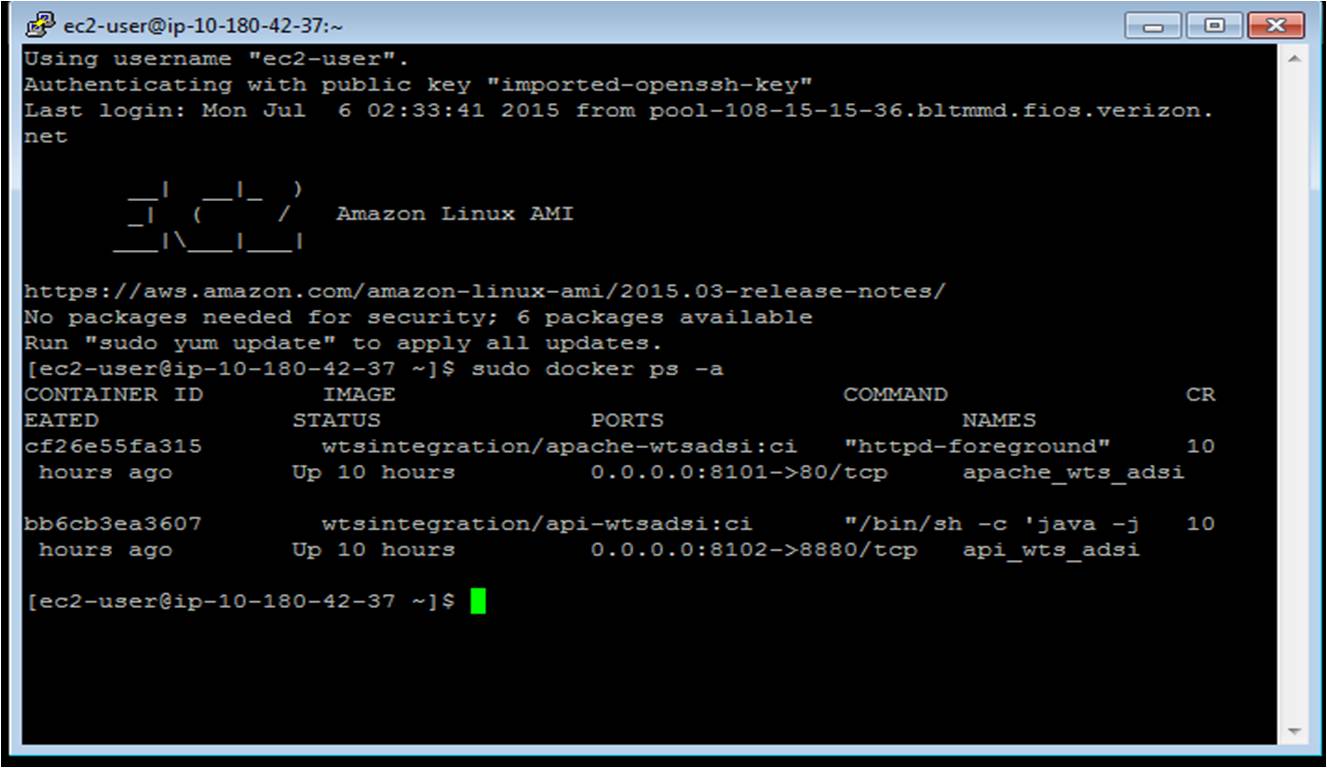 ec2-user@ip-10-180-42-37:~
Using username "ec2-user".
Authenticating with public key "imported-openssh-key"
Last login: Mon Jul  6 02:33:41 2015 from pool-108-15-15-36.bltmmd.fios.verizon.
net
       __|  __|_  )
       _|  (     /   Amazon Linux AMI
      ___|\___|___|
https://aws.amazon.com/amazon-linux-ami/2015.03-release-notes/
No packages needed for security; 6 packages available
Run "sudo yum update" to apply all updates.
[ec2-user@ip-10-180-42-37 ~]$ sudo docker ps -a
CONTAINER ID        IMAGE                              COMMAND                CR
EATED             STATUS              PORTS                    NAMES
cf26e55fa315        wtsintegration/apache-wtsadsi:ci   "httpd-foreground"     10
 hours ago        Up 10 hours         0.0.0.0:8101->80/tcp     apache_wts_adsi
bb6cb3ea3607        wtsintegration/api-wtsadsi:ci      "/bin/sh -c 'java -j   10
 hours ago        Up 10 hours         0.0.0.0:8102->8880/tcp   api_wts_adsi
[ec2-user@ip-10-180-42-37 ~]$